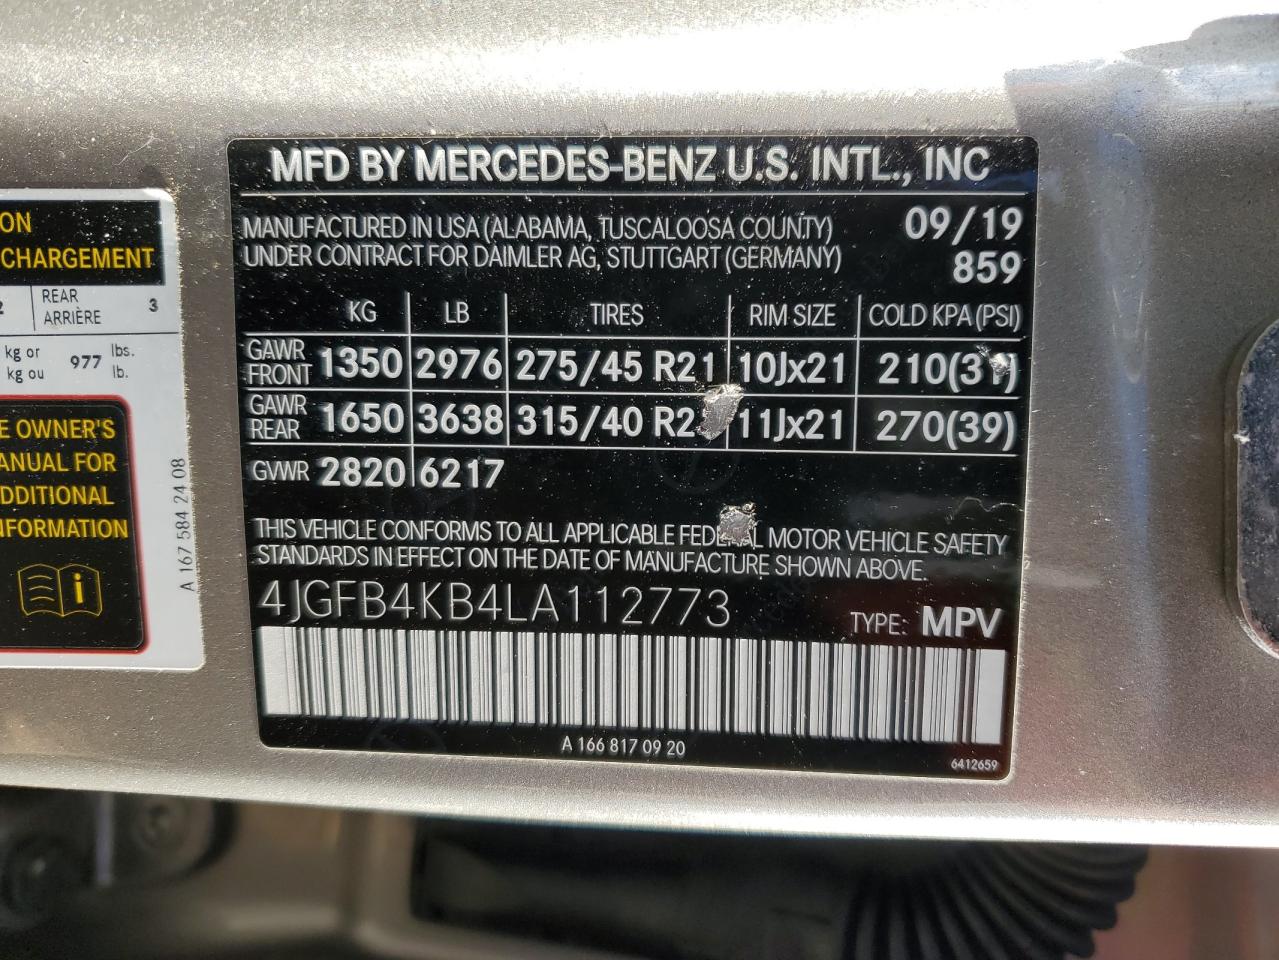 ON
CHARGEMENT
2 REAR ARRIÈRE 3
kg or 977 lbs.
kg ou lb.
E OWNER'S
ANUAL FOR
DDITIONAL
NFORMATION
i
A 167 584 24 08
MFD BY MERCEDES-BENZ U.S. INTL., INC
MANUFACTURED IN USA (ALABAMA, TUSCALOOSA COUNTY) 09/19
UNDER CONTRACT FOR DAIMLER AG, STUTTGART (GERMANY) 859
KG LB TIRES RIM SIZE COLD KPA (PSI)
GAWR FRONT 1350 2976 275/45 R21 10Jx21 210(31)
GAWR REAR 1650 3638 315/40 R2 11Jx21 270(39)
GVWR 2820 6217
THIS VEHICLE CONFORMS TO ALL APPLICABLE FEDERAL MOTOR VEHICLE SAFETY
STANDARDS IN EFFECT ON THE DATE OF MANUFACTURE SHOWN ABOVE.
4JGFB4KB4LA112773 TYPE: MPV
A 166 817 09 20
6412659